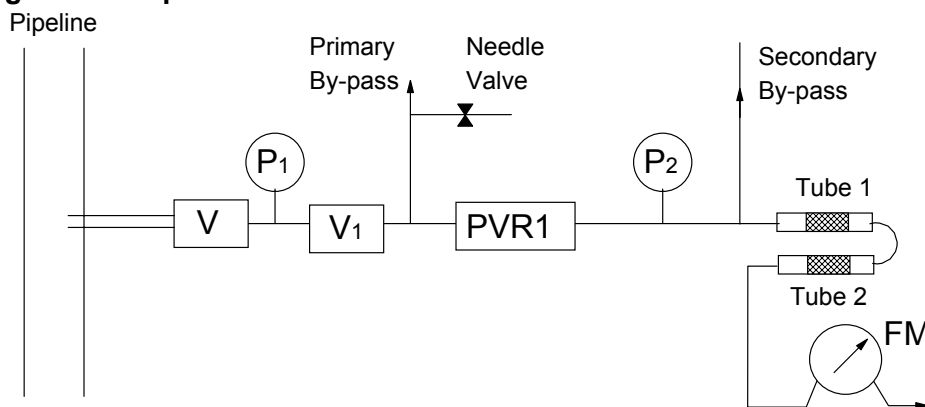 Pipeline
Primary
By-pass
Needle
Valve
Secondary
By-pass
P1
P2
V
V1
PVR1
Tube 1
Tube 2
FM